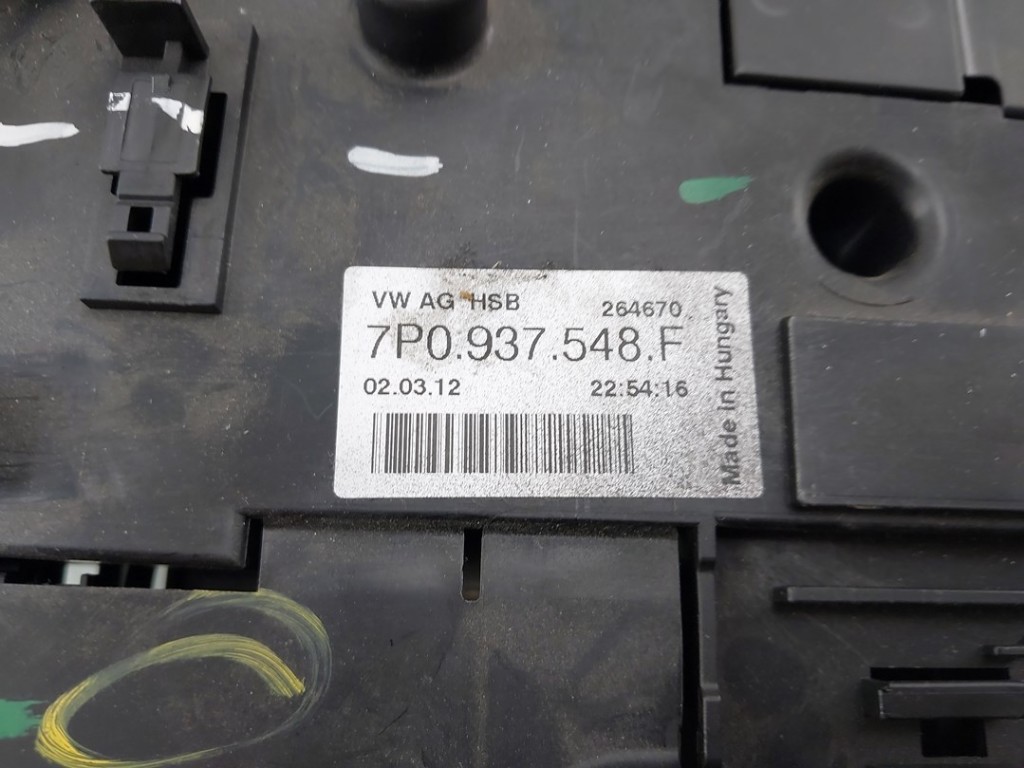 VW AG HSB 264670
7P0.937.548.F
02.03.12 22:54:16
Made in Hungary